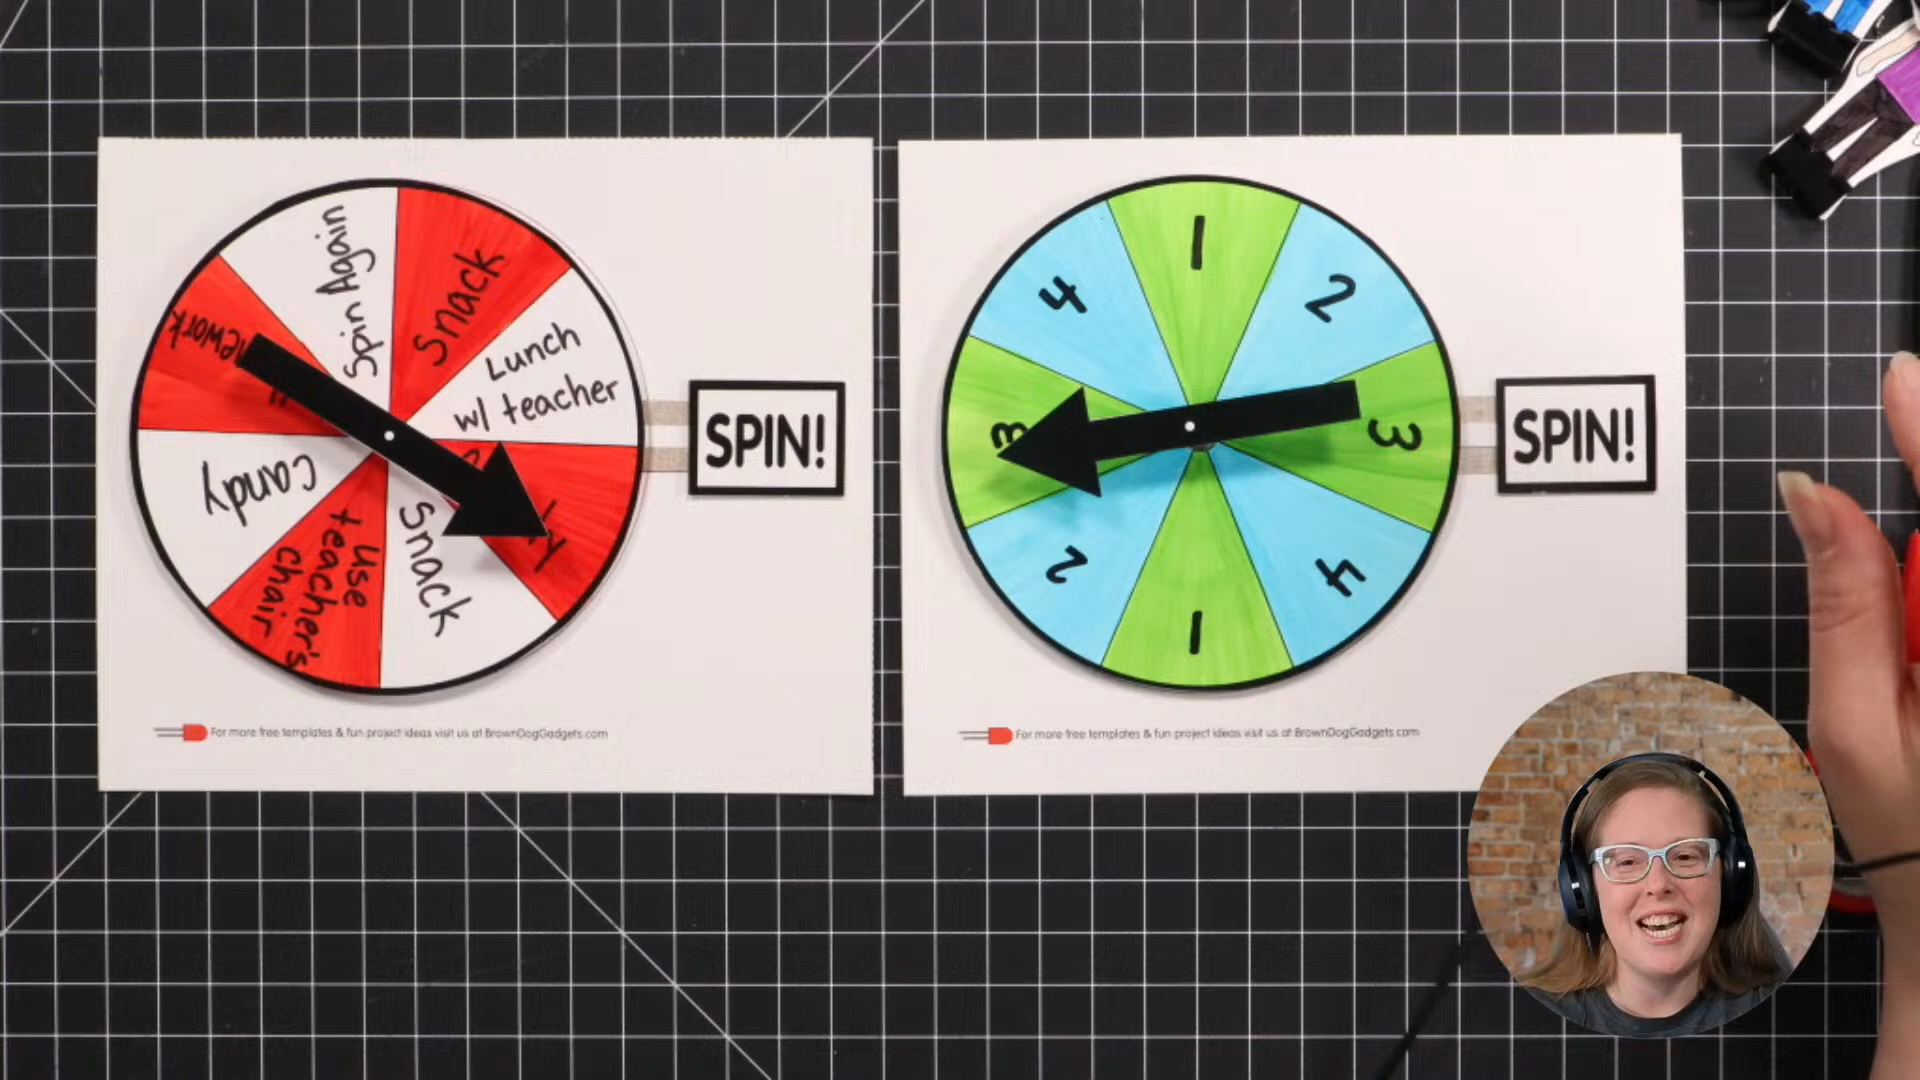 Spin Again
Snack
Lunch
w/ teacher
Snack
use
teacher's
chair
Candy
SPIN!
For more free templates & fun project ideas visit us at BrownDogGadgets.com
1
2
3
4
1
2
3
4
SPIN!
For more free templates & fun project ideas visit us at BrownDogGadgets.com